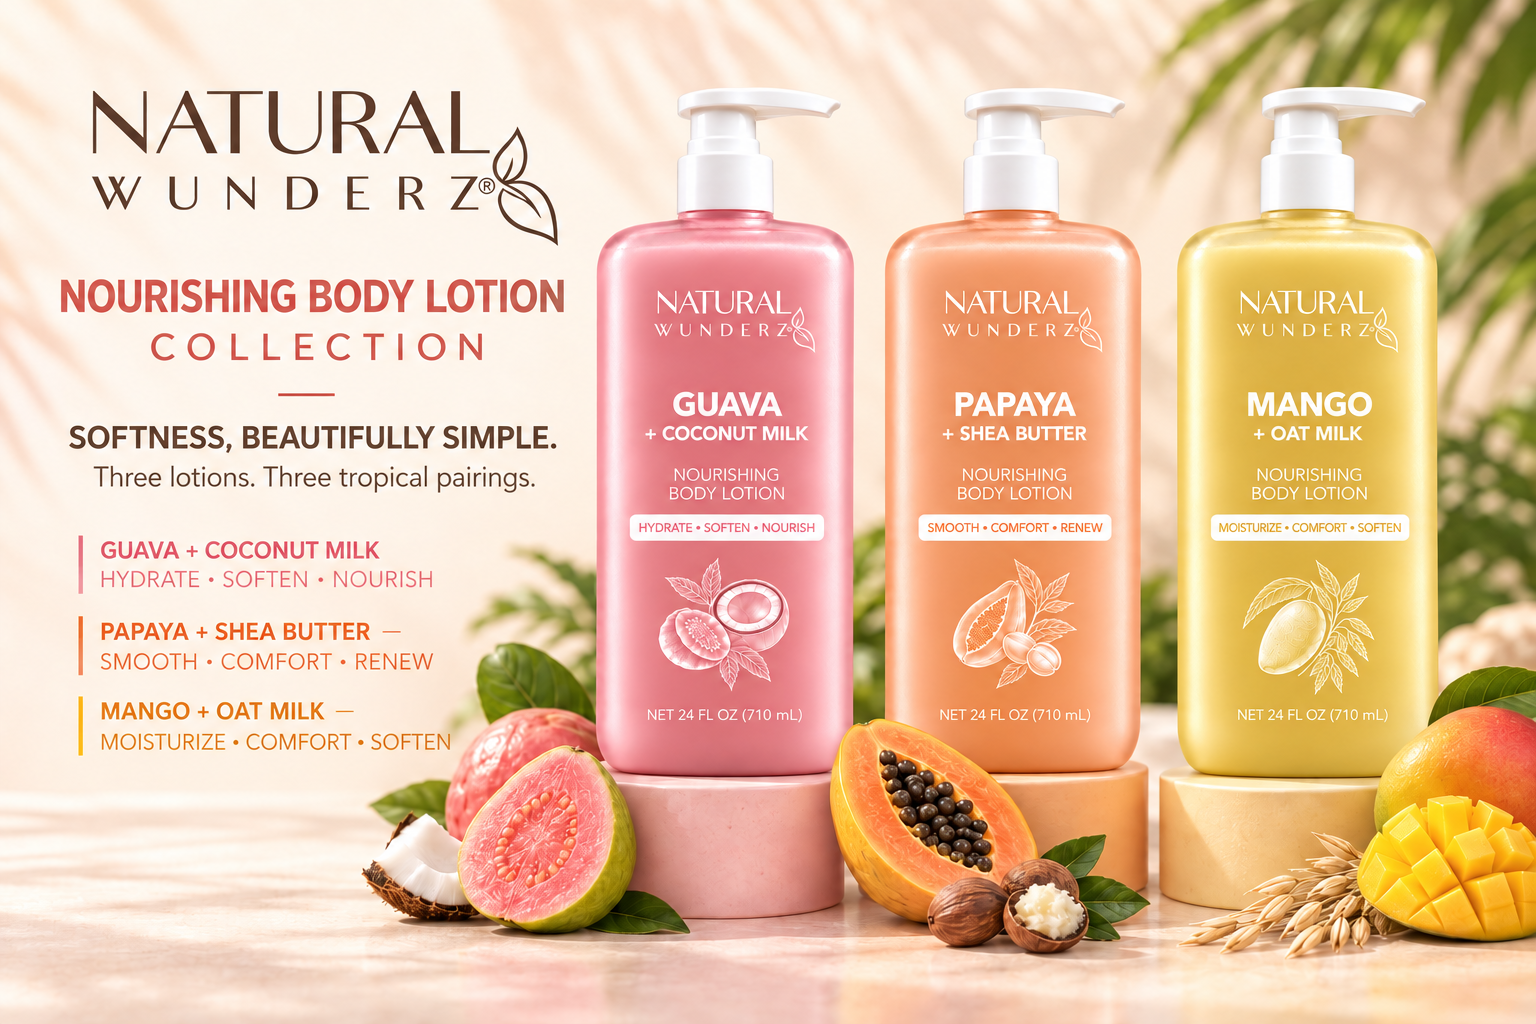 NATURAL
WUNDERZ®
NOURISHING BODY LOTION
COLLECTION
SOFTNESS, BEAUTIFULLY SIMPLE.
Three lotions. Three tropical pairings.
GUAVA + COCONUT MILK
HYDRATE • SOFTEN • NOURISH
PAPAYA + SHEA BUTTER —
SMOOTH • COMFORT • RENEW
MANGO + OAT MILK —
MOISTURIZE • COMFORT • SOFTEN
NATURAL
WUNDERZ®
GUAVA
+ COCONUT MILK
NOURISHING
BODY LOTION
HYDRATE • SOFTEN • NOURISH
NET 24 FL OZ (710 mL)
NATURAL
WUNDERZ®
PAPAYA
+ SHEA BUTTER
NOURISHING
BODY LOTION
SMOOTH • COMFORT • RENEW
NET 24 FL OZ (710 mL)
NATURAL
WUNDERZ®
MANGO
+ OAT MILK
NOURISHING
BODY LOTION
MOISTURIZE • COMFORT • SOFTEN
NET 24 FL OZ (710 mL)